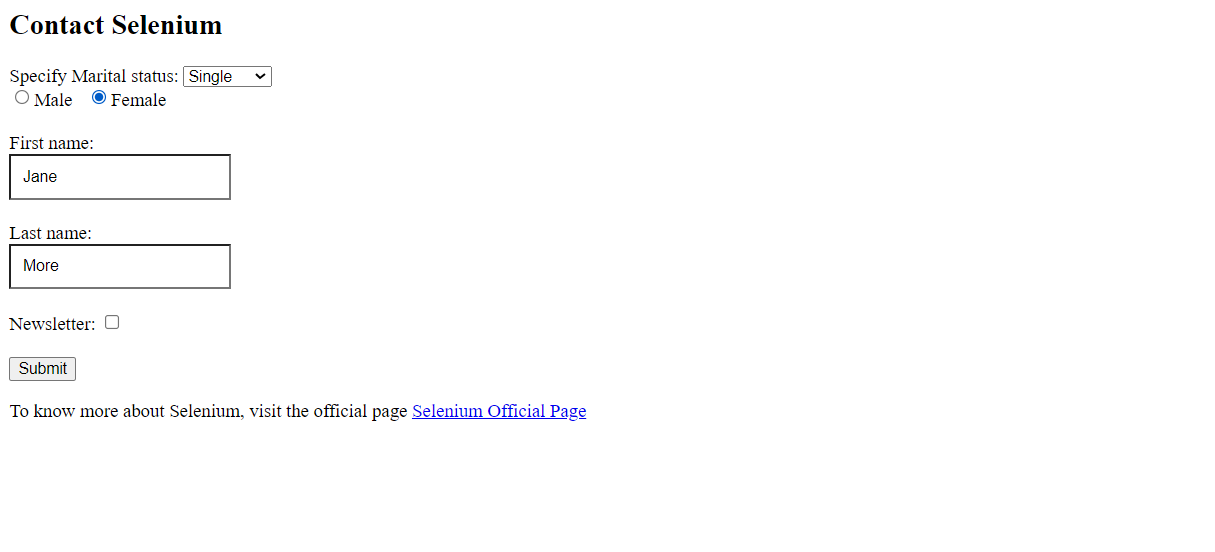 Contact Selenium
Specify Marital status: Single
Male Female
First name:
Jane
Last name:
More
Newsletter:
Submit
To know more about Selenium, visit the official page Selenium Official Page